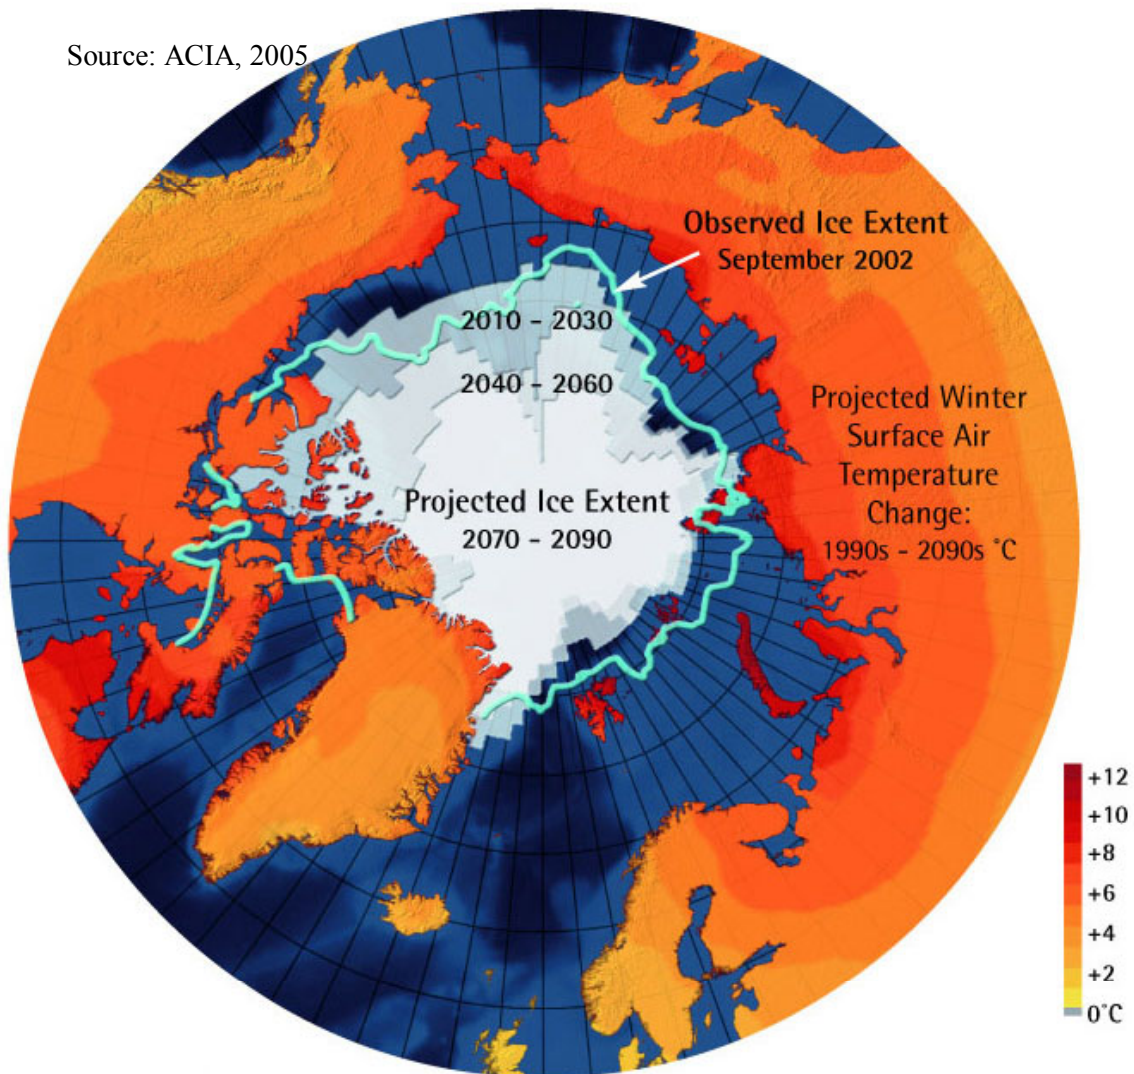 Source: ACIA, 2005
Observed Ice Extent
September 2002
2010 - 2030
2040 - 2060
Projected Ice Extent
2070 - 2090
Projected Winter
Surface Air
Temperature
Change:
1990s - 2090s °C
+12
+10
+8
+6
+4
+2
0°C